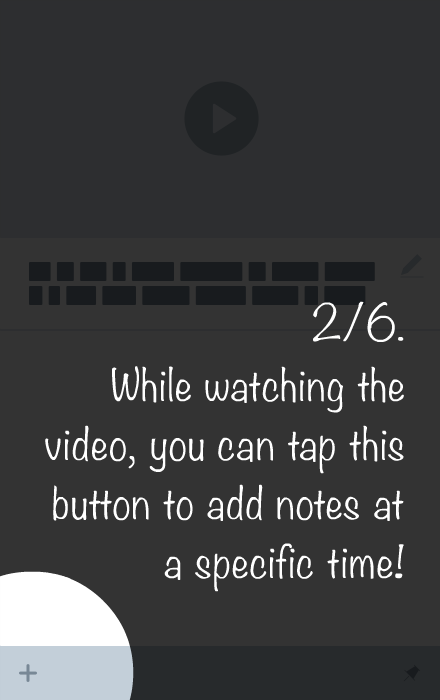 2/6.
While watching the
video, you can tap this
button to add notes at
a specific time!